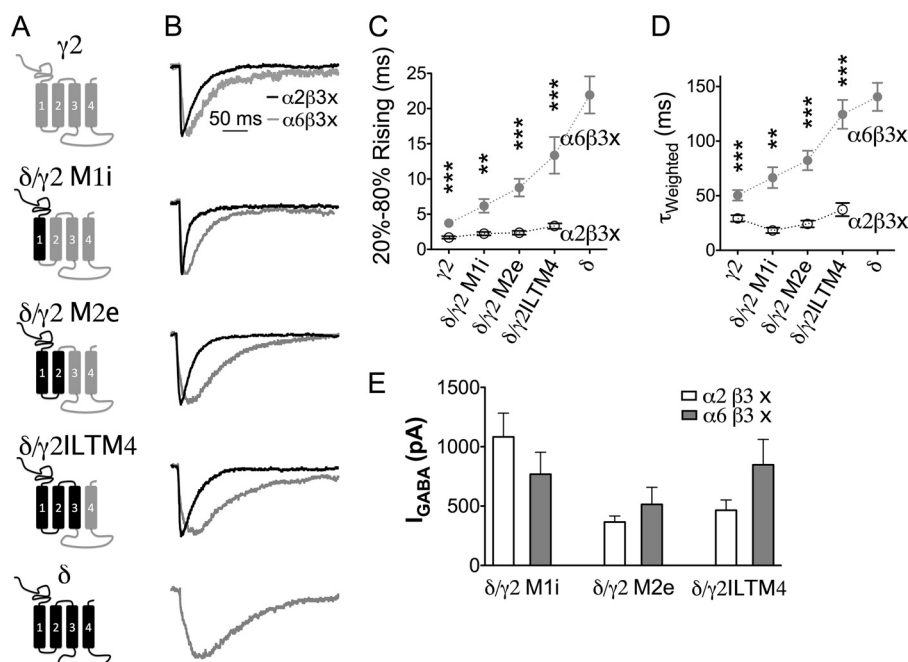 A
γ2
1 2 3 4
δ/γ2 M1i
1 2 3 4
δ/γ2 M2e
1 2 3 4
δ/γ2ILTM4
1 2 3 4
δ
1 2 3 4
B
α2β3x
50 ms
α6β3x
C
20%-80% Rising (ms)
25
20
15
10
5
0
***
**
***
***
α6β3x
α2β3x
γ2
δ/γ2 M1i
δ/γ2 M2e
δ/γ2ILTM4
δ
D
τWeighted (ms)
150
100
50
0
***
**
***
***
α6β3x
α2β3x
γ2
δ/γ2 M1i
δ/γ2 M2e
δ/γ2ILTM4
δ
E
IGABA (pA)
1500
1000
500
0
α2 β3 x
α6 β3 x
δ/γ2 M1i
δ/γ2 M2e
δ/γ2ILTM4